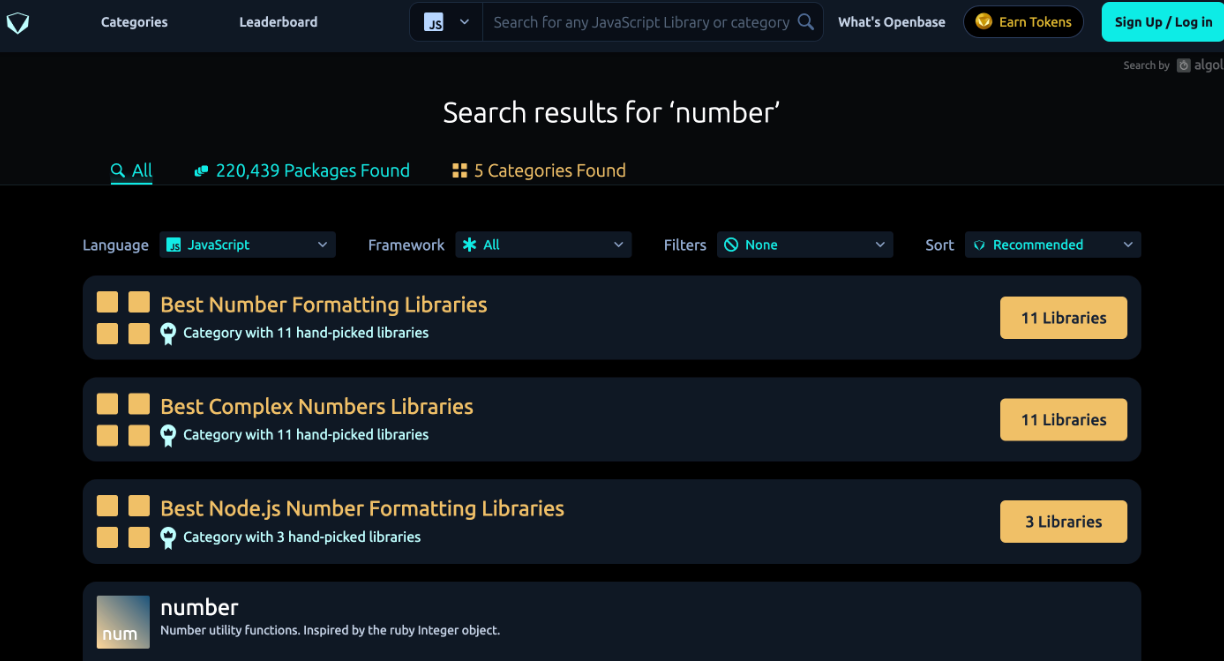 Categories
Leaderboard
JS
Search for any JavaScript Library or category
What's Openbase
Earn Tokens
Sign Up / Log in
Search by algol
Search results for ‘number’
All
220,439 Packages Found
5 Categories Found
Language
JS JavaScript
Framework
All
Filters
None
Sort
Recommended
Best Number Formatting Libraries
Category with 11 hand-picked libraries
11 Libraries
Best Complex Numbers Libraries
Category with 11 hand-picked libraries
11 Libraries
Best Node.js Number Formatting Libraries
Category with 3 hand-picked libraries
3 Libraries
num
number
Number utility functions. Inspired by the ruby Integer object.